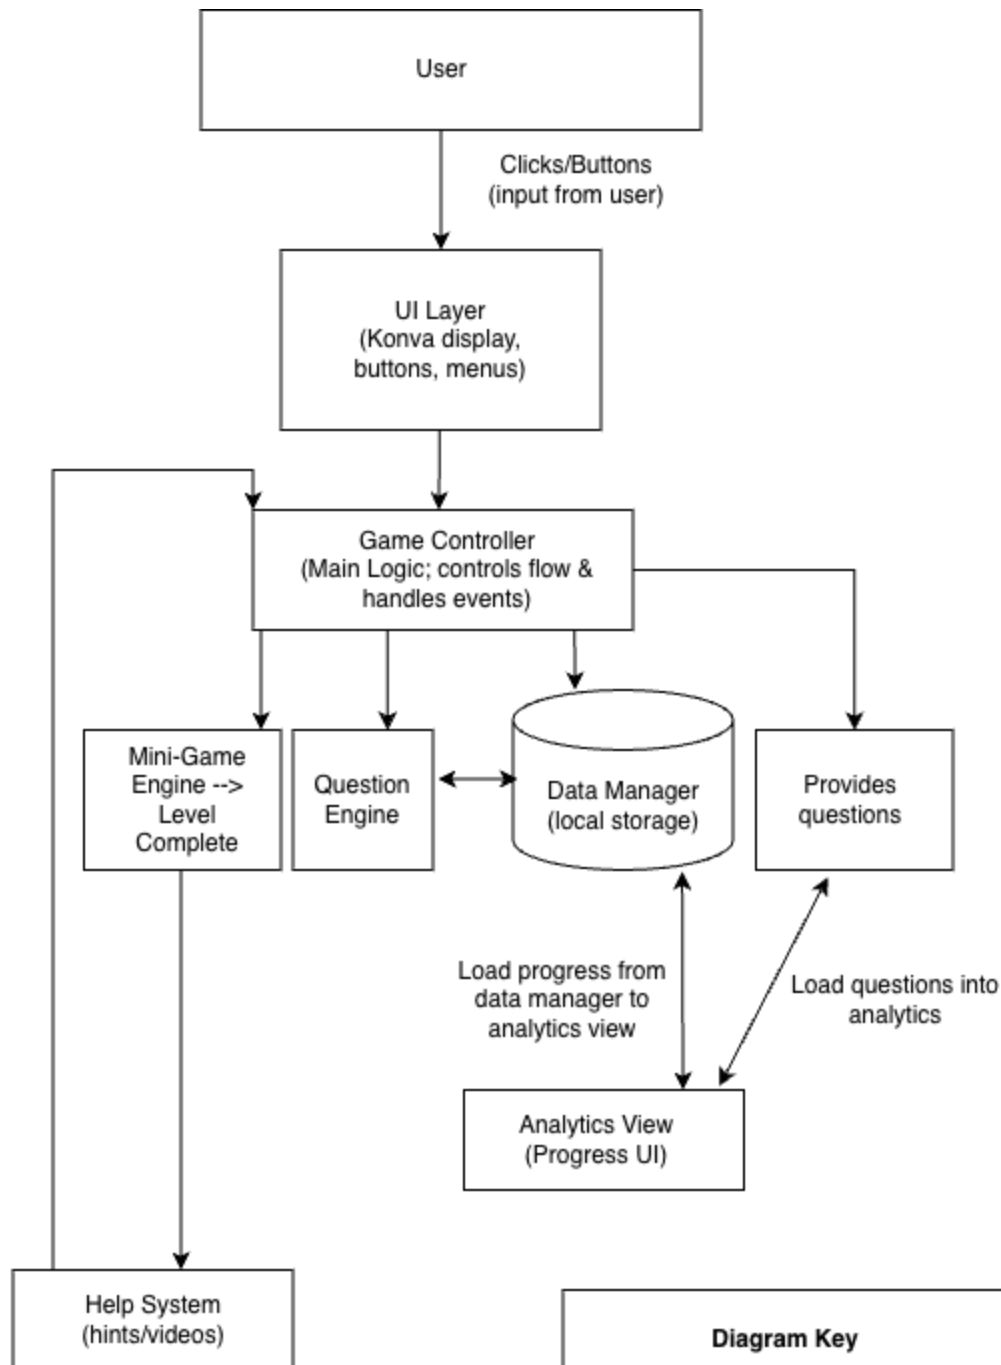 User
Clicks/Buttons
(input from user)
UI Layer
(Konva display,
buttons, menus)
Game Controller
(Main Logic; controls flow &
handles events)
Mini-Game
Engine -->
Level
Complete
Question
Engine
Data Manager
(local storage)
Provides
questions
Load progress from
data manager to
analytics view
Load questions into
analytics
Analytics View
(Progress UI)
Help System
(hints/videos)
Diagram Key